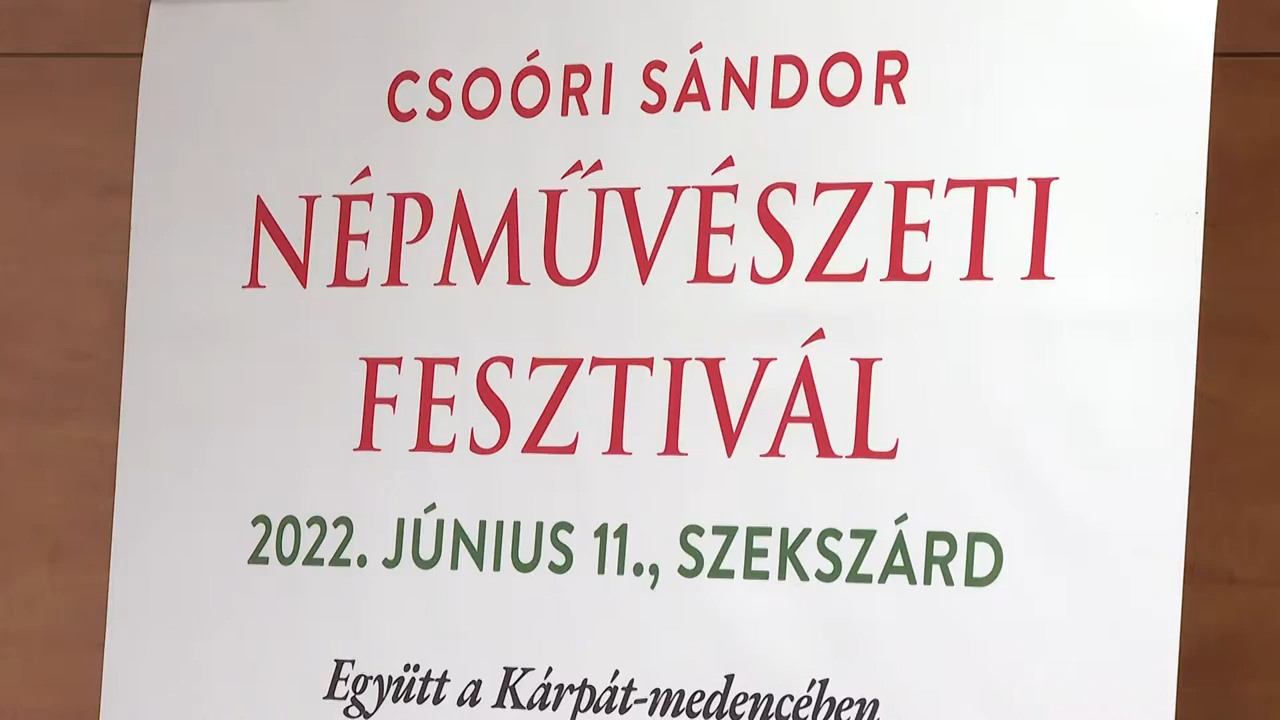 CSOÓRI SÁNDOR
NÉPMŰVÉSZETI
FESZTIVÁL
2022. JÚNIUS 11., SZEKSZÁRD
Együtt a Kárpát-medencében